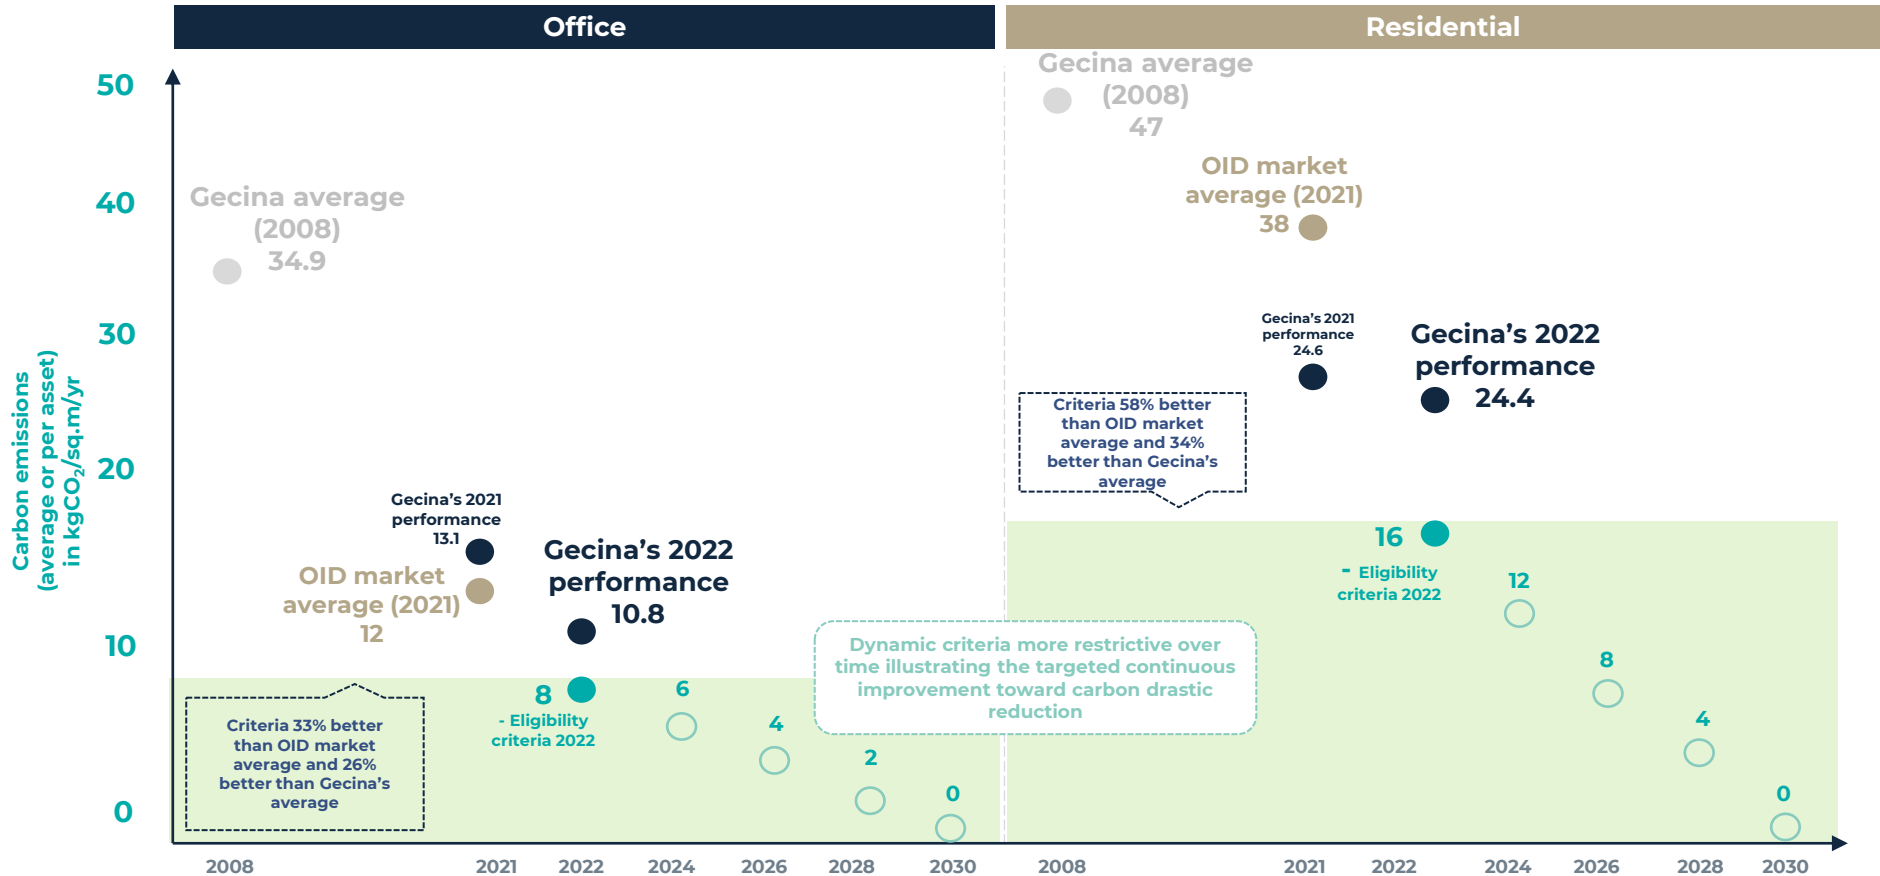 Office
Residential
Carbon emissions
(average or per asset)
in kgCO₂/sq.m/yr
50
40
30
20
10
0
Gecina average
(2008)
34.9
Gecina's 2021
performance
13.1
OID market
average (2021)
12
Gecina's 2022
performance
10.8
Criteria 33% better
than OID market
average and 26%
better than Gecina's
average
8
- Eligibility
criteria 2022
6
4
2
0
Dynamic criteria more restrictive over
time illustrating the targeted continuous
improvement toward carbon drastic
reduction
Gecina average
(2008)
47
OID market
average (2021)
38
Gecina's 2021
performance
24.6
Gecina's 2022
performance
24.4
Criteria 58% better
than OID market
average and 34%
better than Gecina's
average
16
- Eligibility
criteria 2022
12
8
4
0
2008 2021 2022 2024 2026 2028 2030
2008 2021 2022 2024 2026 2028 2030